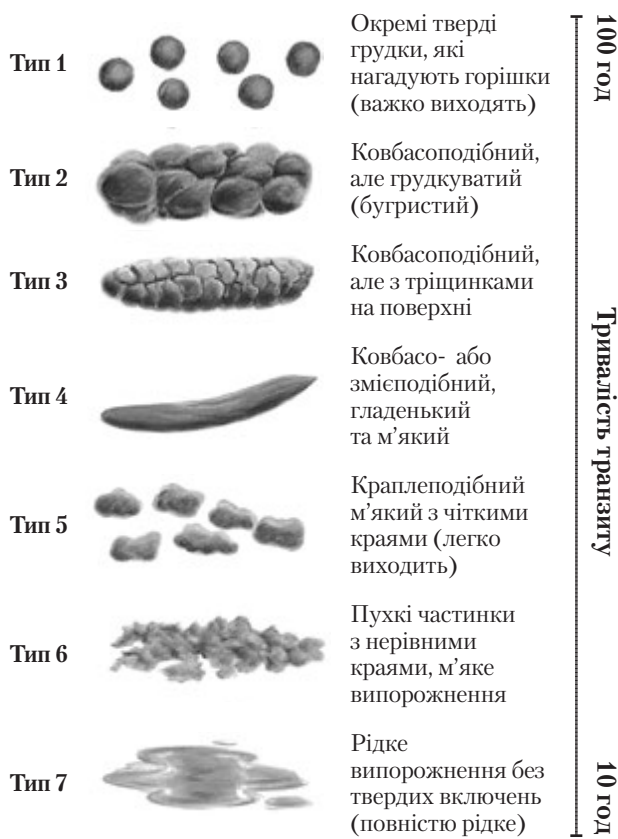 Тип 1
Окремі тверді
грудки, які
нагадують горішки
(важко виходять)
Тип 2
Ковбасоподібний,
але грудкуватий
(бугристий)
Тип 3
Ковбасоподібний,
але з тріщинками
на поверхні
Тип 4
Ковбасо- або
змієподібний,
гладенький
та м’який
Тип 5
Краплеподібний
м’який з чіткими
краями (легко
виходить)
Тип 6
Пухкі частинки
з нерівними
краями, м’яке
випорожнення
Тип 7
Рідке
випорожнення без
твердих включень
(повністю рідке)
100 год
Тривалість транзиту
10 год